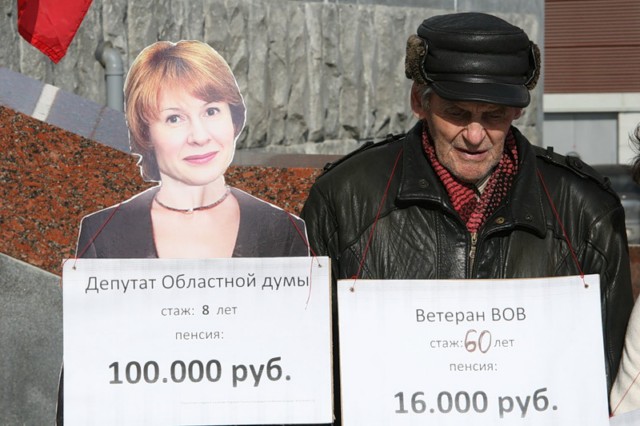 Депутат Областной думы
стаж: 8 лет
пенсия:
100.000 руб.
Ветеран ВОВ
стаж: 60 лет
пенсия:
16.000 руб.